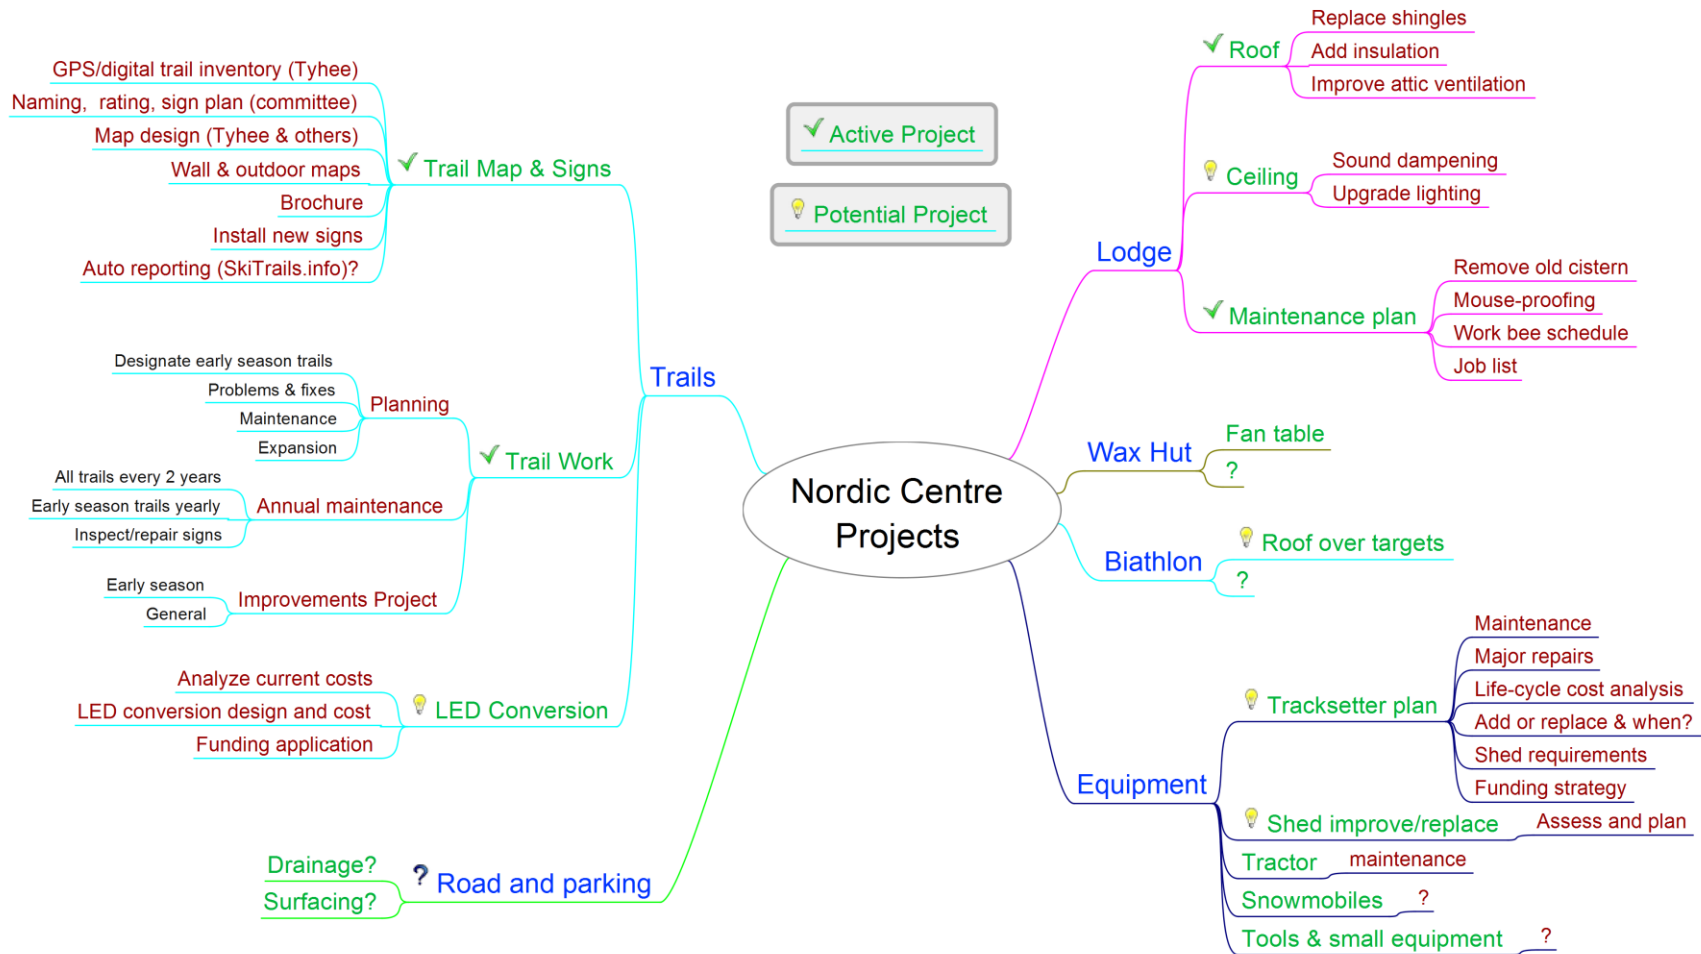 Nordic Centre
Projects
Active Project
Potential Project
Trails
Trail Map & Signs
GPS/digital trail inventory (Tyhee)
Naming, rating, sign plan (committee)
Map design (Tyhee & others)
Wall & outdoor maps
Brochure
Install new signs
Auto reporting (SkiTrails.info)?
Trail Work
Planning
Designate early season trails
Problems & fixes
Maintenance
Expansion
Annual maintenance
All trails every 2 years
Early season trails yearly
Inspect/repair signs
Improvements Project
Early season
General
LED Conversion
Analyze current costs
LED conversion design and cost
Funding application
? Road and parking
Drainage?
Surfacing?
Lodge
Roof
Replace shingles
Add insulation
Improve attic ventilation
Ceiling
Sound dampening
Upgrade lighting
Maintenance plan
Remove old cistern
Mouse-proofing
Work bee schedule
Job list
Wax Hut
Fan table
?
Biathlon
Roof over targets
?
Equipment
Tracksetter plan
Maintenance
Major repairs
Life-cycle cost analysis
Add or replace & when?
Shed requirements
Funding strategy
Shed improve/replace
Assess and plan
Tractor
maintenance
Snowmobiles
?
Tools & small equipment
?